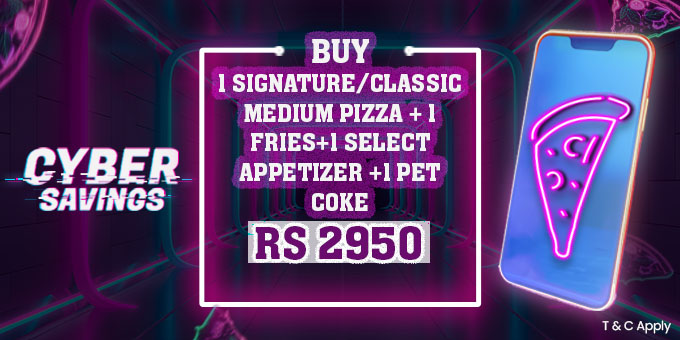 CYBER
SAVINGS
BUY
1 SIGNATURE/CLASSIC
MEDIUM PIZZA + 1
FRIES+1 SELECT
APPETIZER +1 PET
COKE
RS 2950
T & C Apply